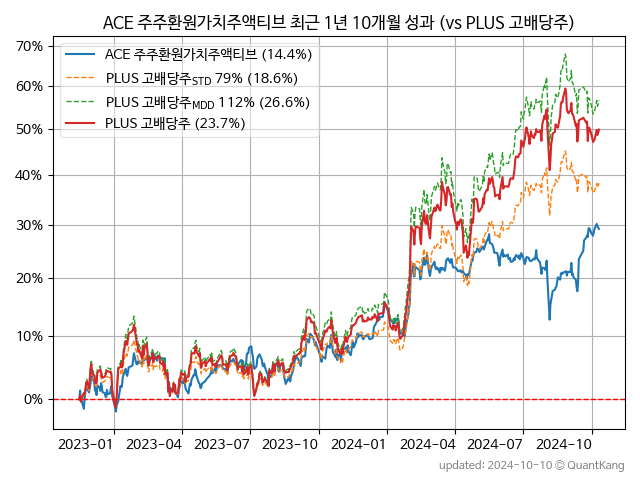 ACE 주주환원가치주액티브 최근 1년 10개월 성과 (vs PLUS 고배당주)
70%
60%
50%
40%
30%
20%
10%
0%
ACE 주주환원가치주액티브 (14.4%)
PLUS 고배당주STD 79% (18.6%)
PLUS 고배당주MDD 112% (26.6%)
PLUS 고배당주 (23.7%)
2023-01 2023-04 2023-07 2023-10 2024-01 2024-04 2024-07 2024-10
updated: 2024-10-10 © QuantKang